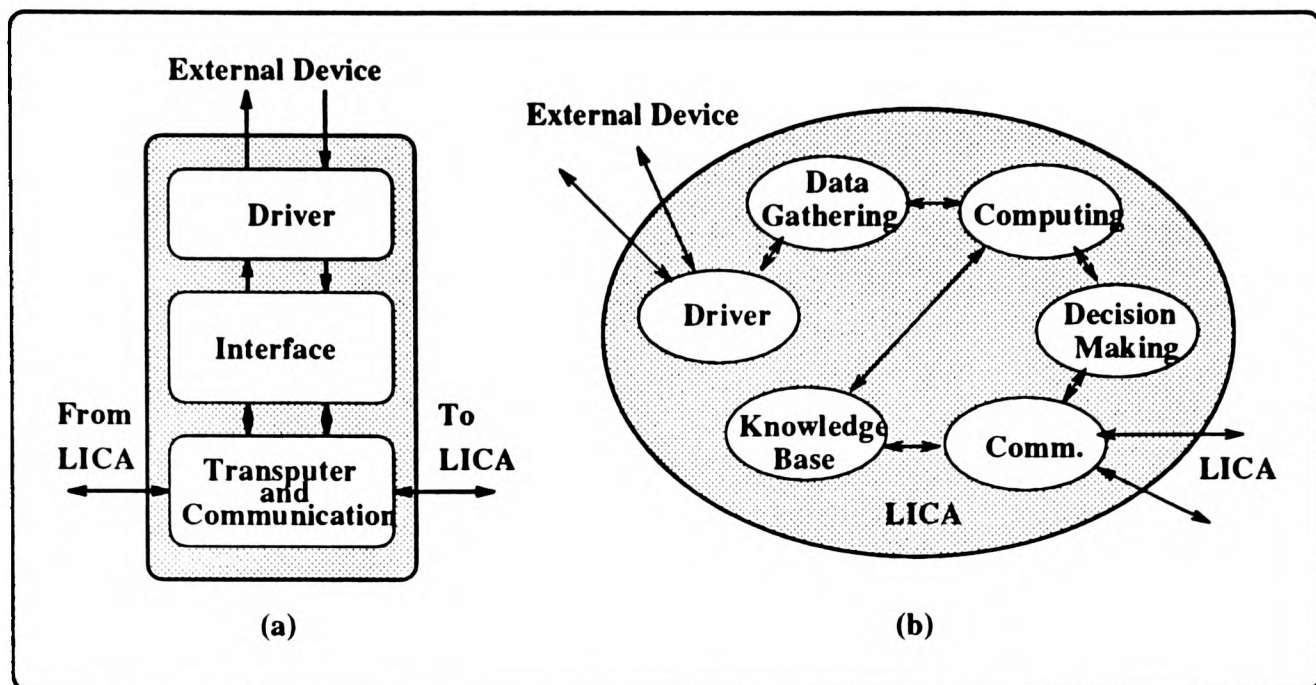 External Device
Driver
Interface
From
LICA
To
LICA
Transputer
and
Communication
(a)
External Device
Data
Gathering
Computing
Driver
Decision
Making
Knowledge
Base
Comm.
LICA
LICA
(b)